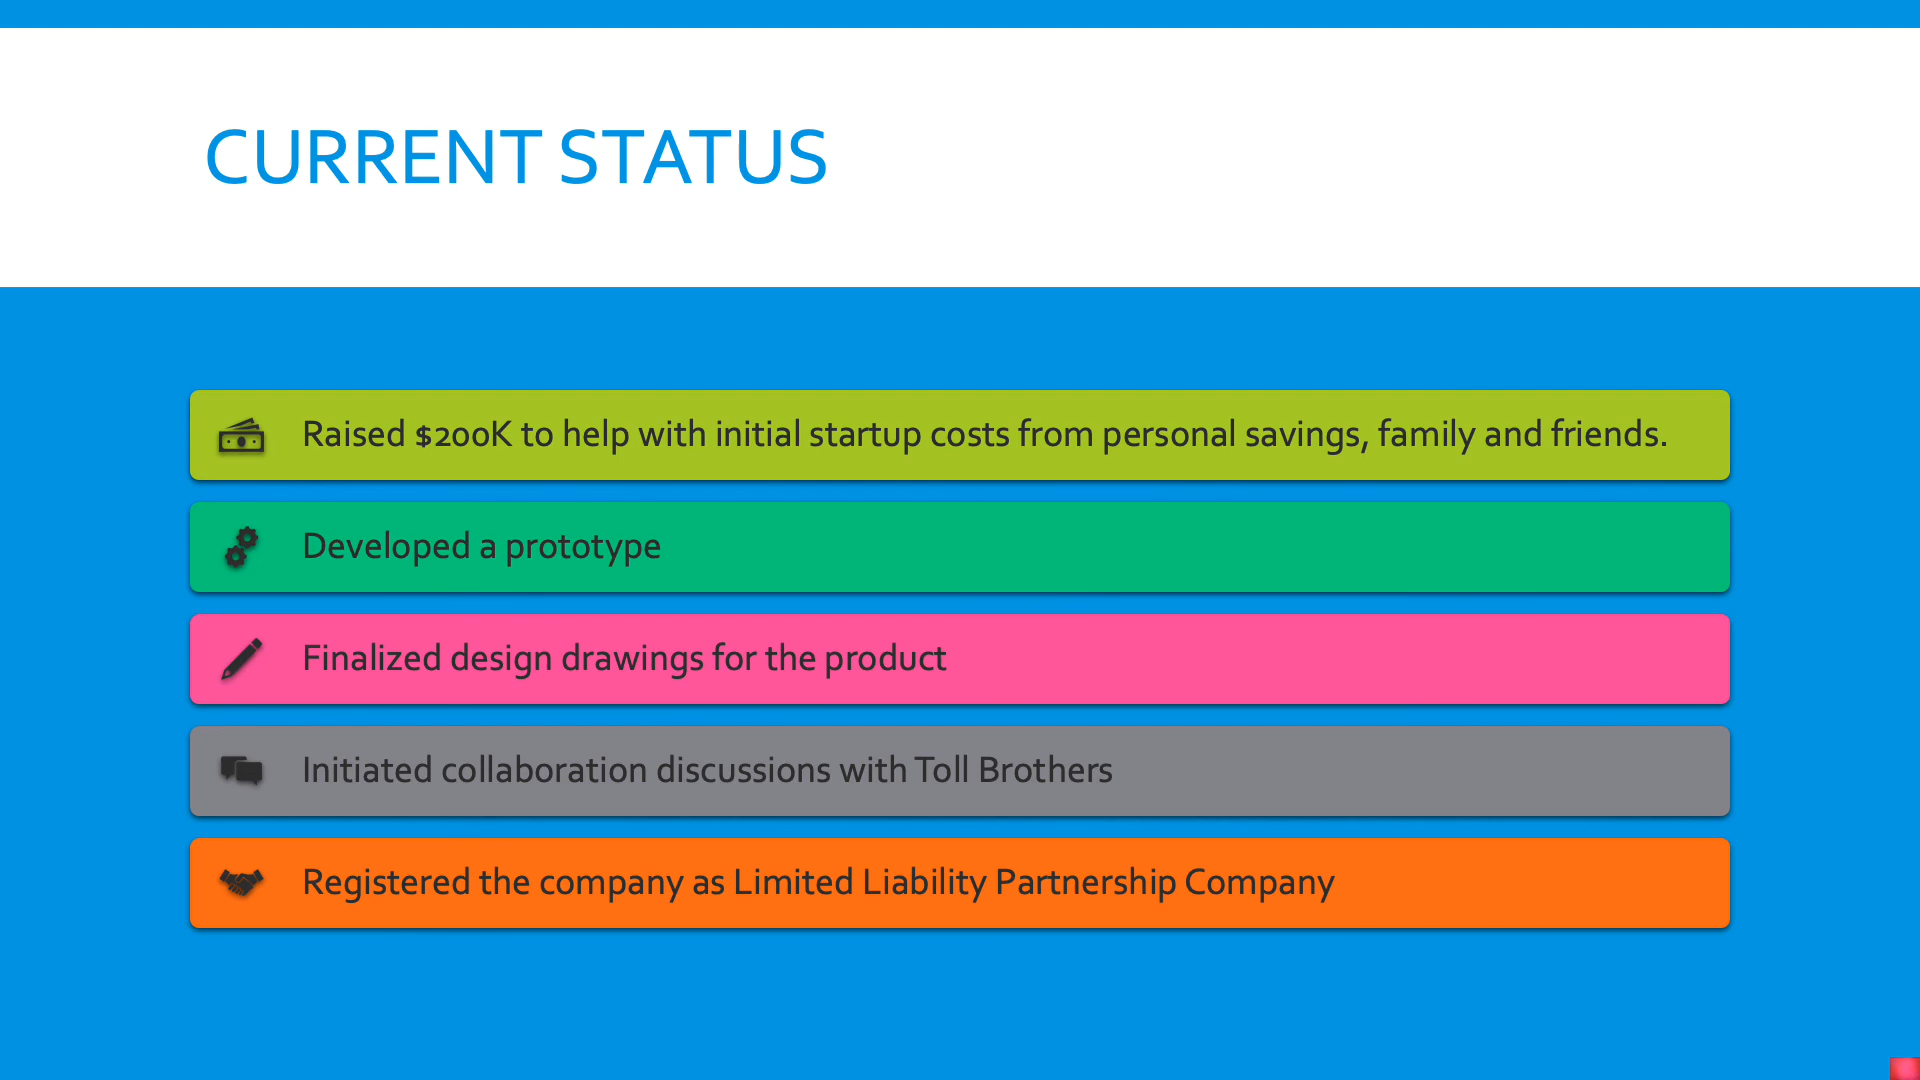 CURRENT STATUS
Raised $200K to help with initial startup costs from personal savings, family and friends.
Developed a prototype
Finalized design drawings for the product
Initiated collaboration discussions with Toll Brothers
Registered the company as Limited Liability Partnership Company